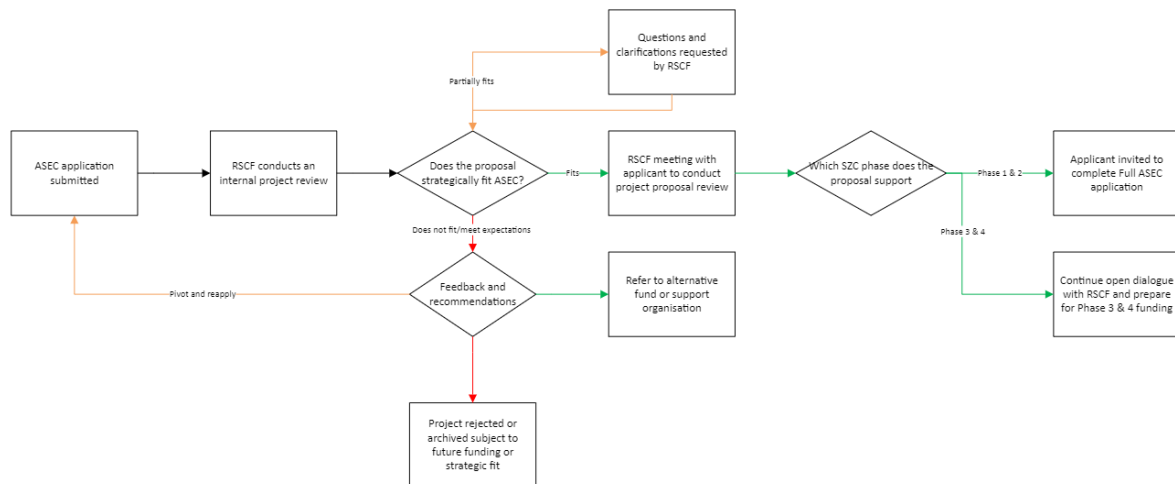 Questions and
clarifications requested
by RSCF
Partially fits
ASEC application
submitted
RSCF conducts an
internal project review
Does the proposal
strategically fit ASEC?
Fits
RSCF meeting with
applicant to conduct
project proposal review
Which SZC phase does the
proposal support
Phase 1 & 2
Applicant invited to
complete Full ASEC
application
Does not fit/meet expectations
Phase 3 & 4
Pivot and reapply
Feedback and
recommendations
Refer to alternative
fund or support
organisation
Continue open dialogue
with RSCF and prepare
for Phase 3 & 4 funding
Project rejected or
archived subject to
future funding or
strategic fit